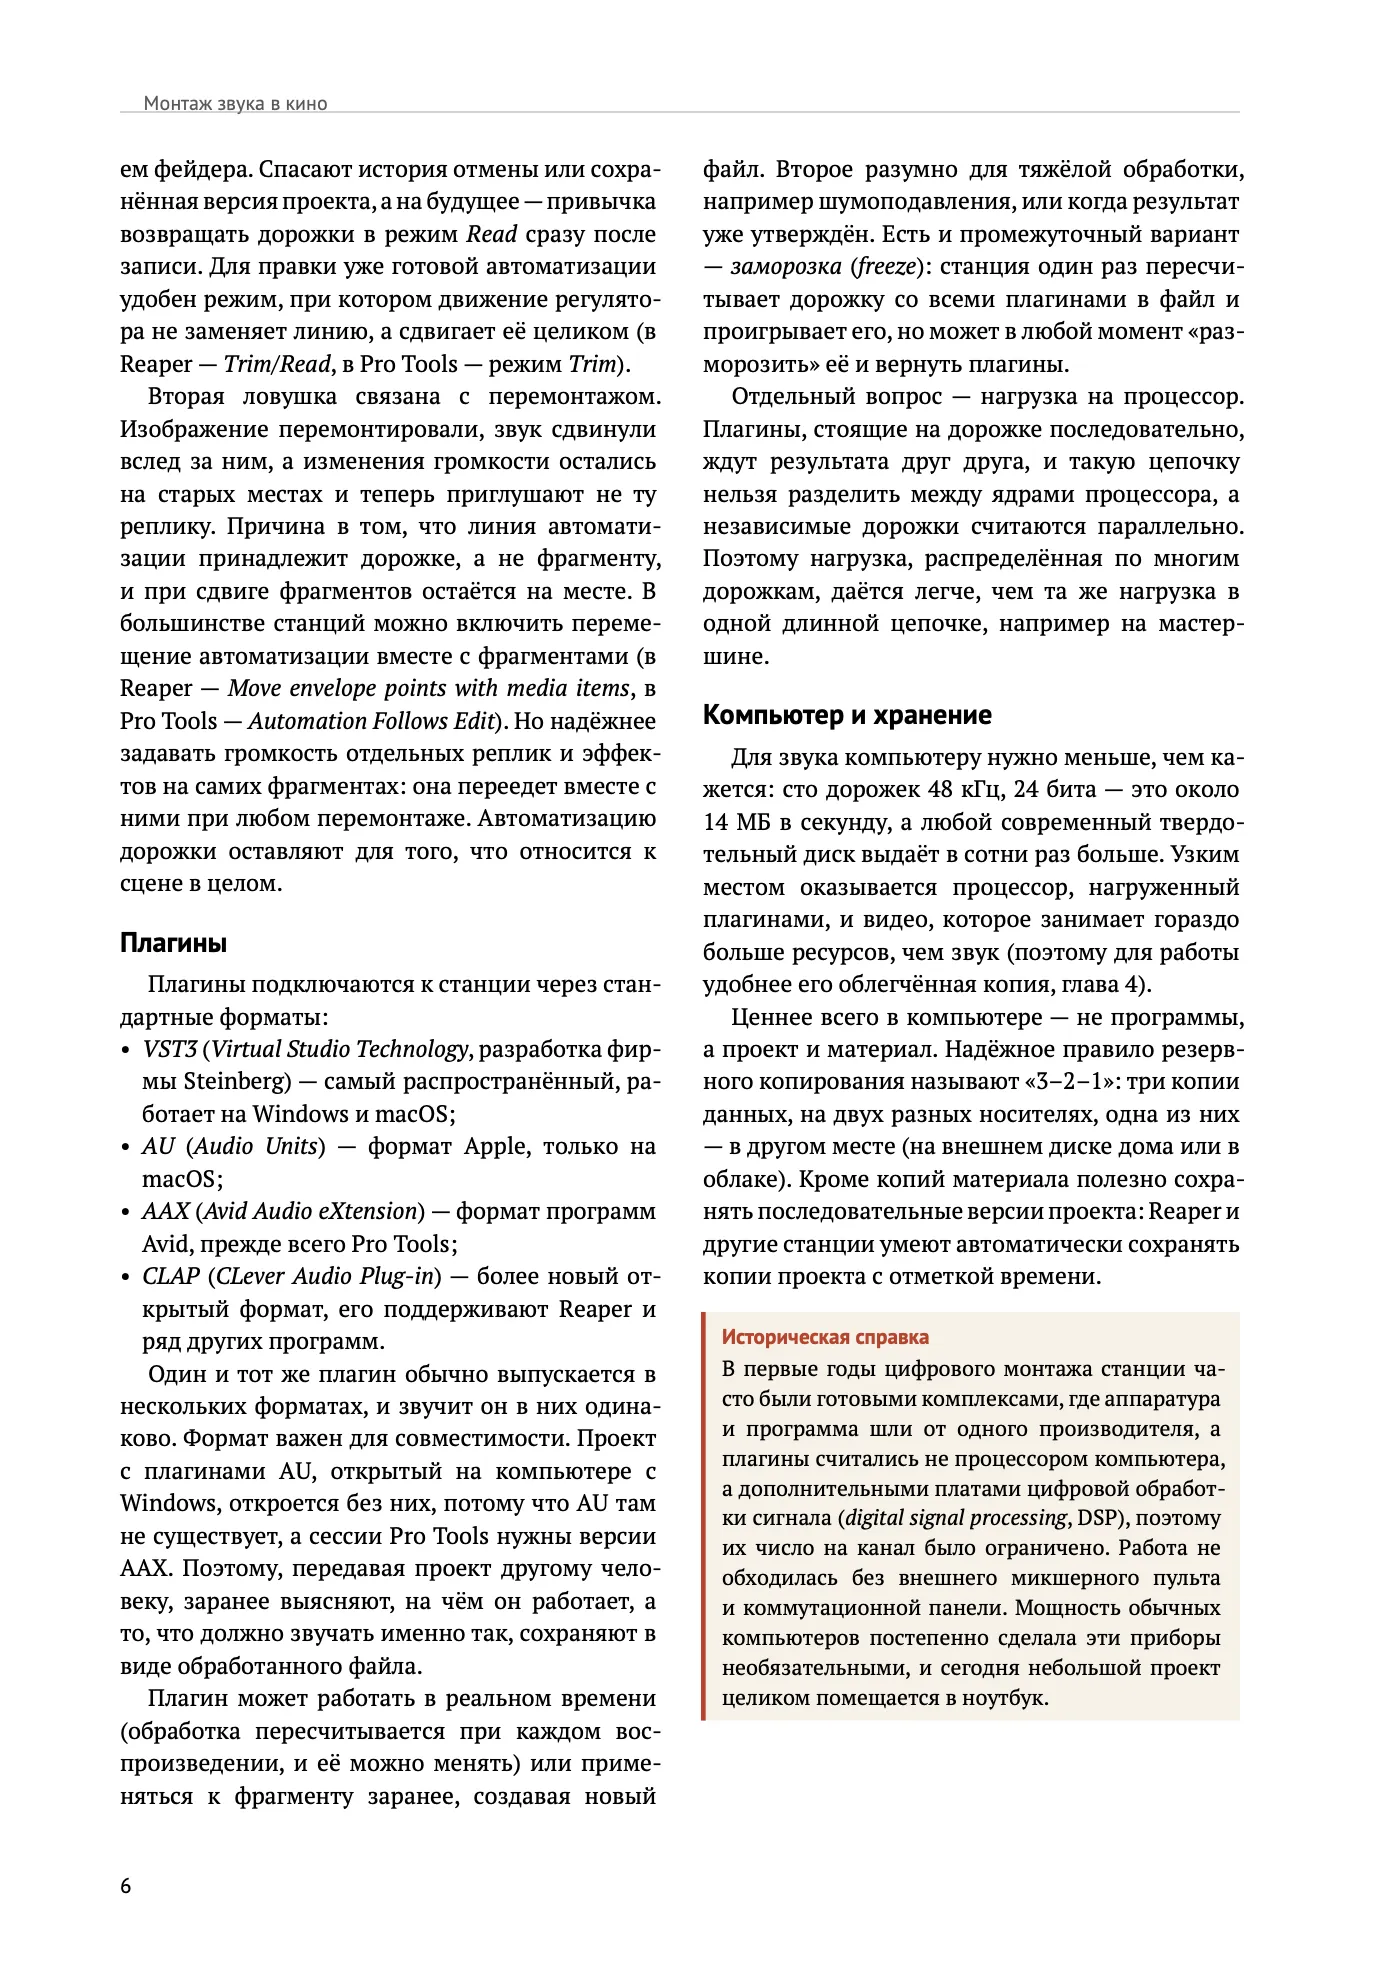 Монтаж звука в кино
ем фейдера. Спасают история отмены или сохра-
нённая версия проекта, а на будущее — привычка
возвращать дорожки в режим Read сразу после
записи. Для правки уже готовой автоматизации
удобен режим, при котором движение регулято-
ра не заменяет линию, а сдвигает её целиком (в
Reaper — Trim/Read, в Pro Tools — режим Trim).
Вторая ловушка связана с перемонтажом.
Изображение перемонтировали, звук сдвинули
вслед за ним, а изменения громкости остались
на старых местах и теперь приглушают не ту
реплику. Причина в том, что линия автомати-
зации принадлежит дорожке, а не фрагменту,
и при сдвиге фрагментов остаётся на месте. В
большинстве станций можно включить переме-
щение автоматизации вместе с фрагментами (в
Reaper — Move envelope points with media items, в
Pro Tools — Automation Follows Edit). Но надёжнее
задавать громкость отдельных реплик и эффек-
тов на самих фрагментах: она переедет вместе с
ними при любом перемонтаже. Автоматизацию
дорожки оставляют для того, что относится к
сцене в целом.
Плагины
Плагины подключаются к станции через стан-
дартные форматы:
• VST3 (Virtual Studio Technology, разработка фир-
мы Steinberg) — самый распространённый, ра-
ботает на Windows и macOS;
• AU (Audio Units) — формат Apple, только на
macOS;
• AAX (Avid Audio eXtension) — формат программ
Avid, прежде всего Pro Tools;
• CLAP (CLever Audio Plug-in) — более новый от-
крытый формат, его поддерживают Reaper и
ряд других программ.
Один и тот же плагин обычно выпускается в
нескольких форматах, и звучит он в них одина-
ково. Формат важен для совместимости. Проект
с плагинами AU, открытый на компьютере с
Windows, откроется без них, потому что AU там
не существует, а сессии Pro Tools нужны версии
AAX. Поэтому, передавая проект другому чело-
веку, заранее выясняют, на чём он работает, а
то, что должно звучать именно так, сохраняют в
виде обработанного файла.
Плагин может работать в реальном времени
(обработка пересчитывается при каждом вос-
произведении, и её можно менять) или приме-
няться к фрагменту заранее, создавая новый
файл. Второе разумно для тяжёлой обработки,
например шумоподавления, или когда результат
уже утверждён. Есть и промежуточный вариант
— заморозка (freeze): станция один раз пересчи-
тывает дорожку со всеми плагинами в файл и
проигрывает его, но может в любой момент «раз-
морозить» её и вернуть плагины.
Отдельный вопрос — нагрузка на процессор.
Плагины, стоящие на дорожке последовательно,
ждут результата друг друга, и такую цепочку
нельзя разделить между ядрами процессора, а
независимые дорожки считаются параллельно.
Поэтому нагрузка, распределённая по многим
дорожкам, даётся легче, чем та же нагрузка в
одной длинной цепочке, например на мастер-
шине.
Компьютер и хранение
Для звука компьютеру нужно меньше, чем ка-
жется: сто дорожек 48 кГц, 24 бита — это около
14 МБ в секунду, а любой современный твердо-
тельный диск выдаёт в сотни раз больше. Узким
местом оказывается процессор, нагруженный
плагинами, и видео, которое занимает гораздо
больше ресурсов, чем звук (поэтому для работы
удобнее его облегчённая копия, глава 4).
Ценнее всего в компьютере — не программы,
а проект и материал. Надёжное правило резерв-
ного копирования называют «3–2–1»: три копии
данных, на двух разных носителях, одна из них
— в другом месте (на внешнем диске дома или в
облаке). Кроме копий материала полезно сохра-
нять последовательные версии проекта: Reaper и
другие станции умеют автоматически сохранять
копии проекта с отметкой времени.
Историческая справка
В первые годы цифрового монтажа станции ча-
сто были готовыми комплексами, где аппаратура
и программа шли от одного производителя, а
плагины считались не процессором компьютера,
а дополнительными платами цифровой обработ-
ки сигнала (digital signal processing, DSP), поэтому
их число на канал было ограничено. Работа не
обходилась без внешнего микшерного пульта
и коммутационной панели. Мощность обычных
компьютеров постепенно сделала эти приборы
необязательными, и сегодня небольшой проект
целиком помещается в ноутбук.
6